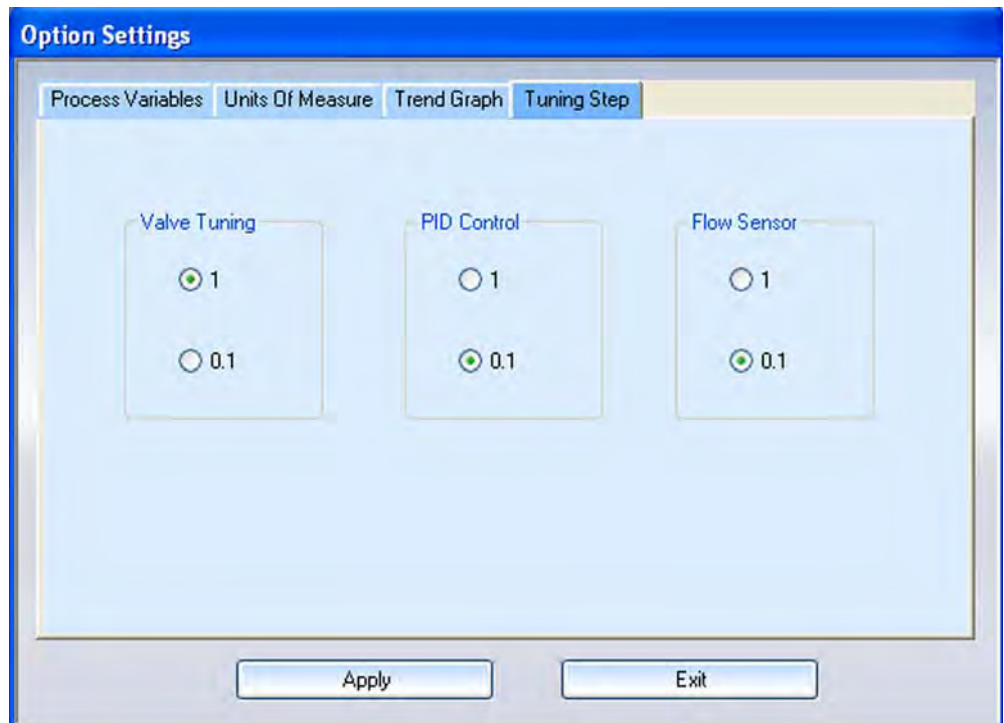 Option Settings
Process Variables Units Of Measure Trend Graph Tuning Step
Valve Tuning PID Control Flow Sensor
1 1 1
0.1 0.1 0.1
Apply Exit